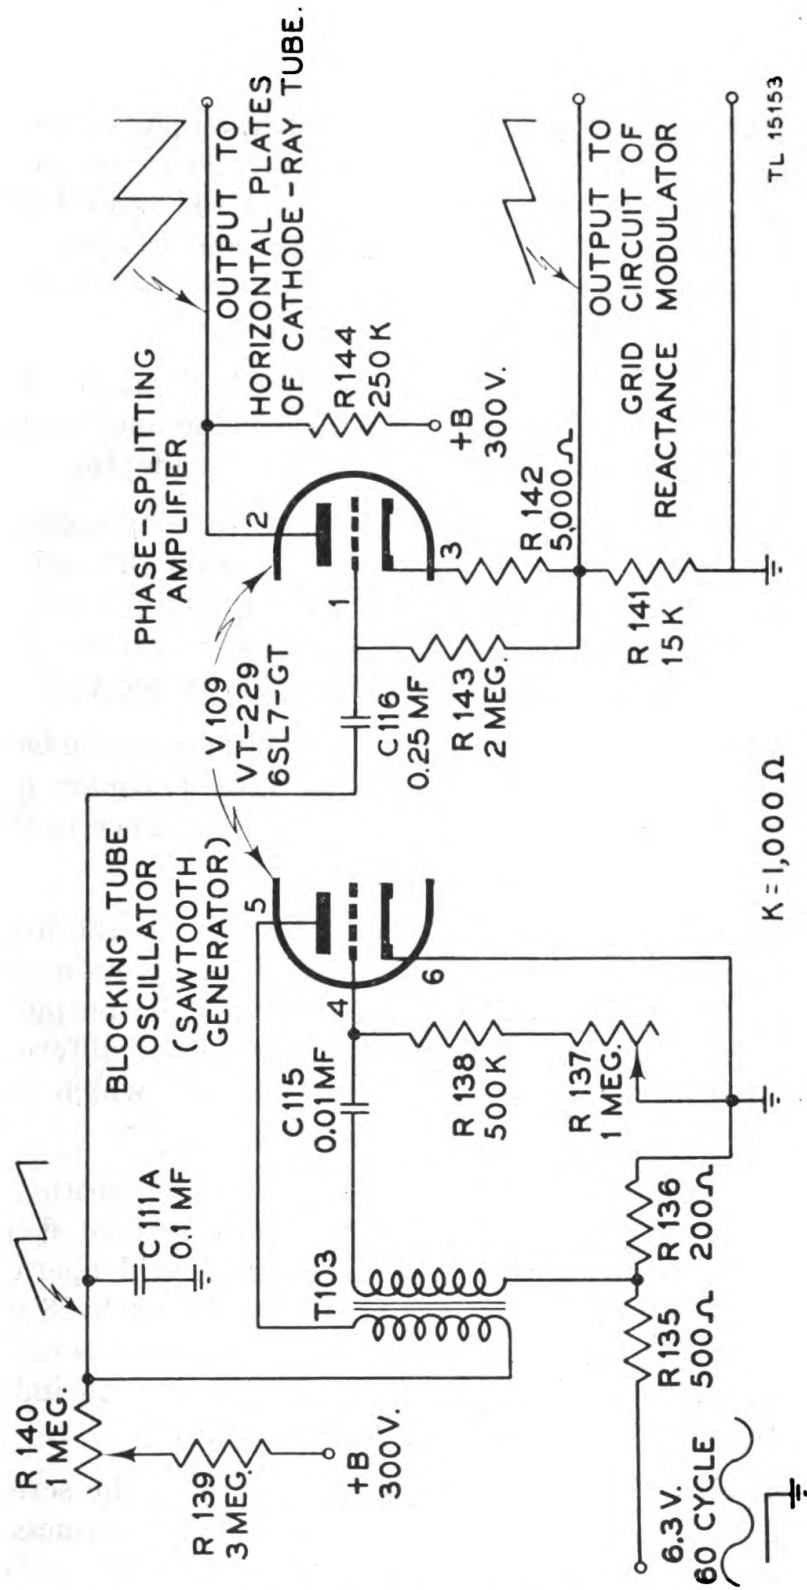 R 140
1 MEG.
R 139
3 MEG.
+B
300 V.
C 111A
0.1 MF
T103
BLOCKING TUBE
OSCILLATOR
(SAWTOOTH
GENERATOR)
5
4
6
C 115
0.01 MF
R 138
500 K
R 137
1 MEG.
R 135
500 Ω
R 136
200 Ω
6.3 V.
60 CYCLE
V 109
VT-229
6SL7-GT
PHASE-SPLITTING
AMPLIFIER
2
1
3
C 116
0.25 MF
R 143
2 MEG.
R 144
250 K
+B
300 V.
R 142
5,000 Ω
R 141
15 K
OUTPUT TO
HORIZONTAL PLATES
OF CATHODE-RAY TUBE.
OUTPUT TO
GRID CIRCUIT OF
REACTANCE MODULATOR
K = 1,000 Ω
TL 15153